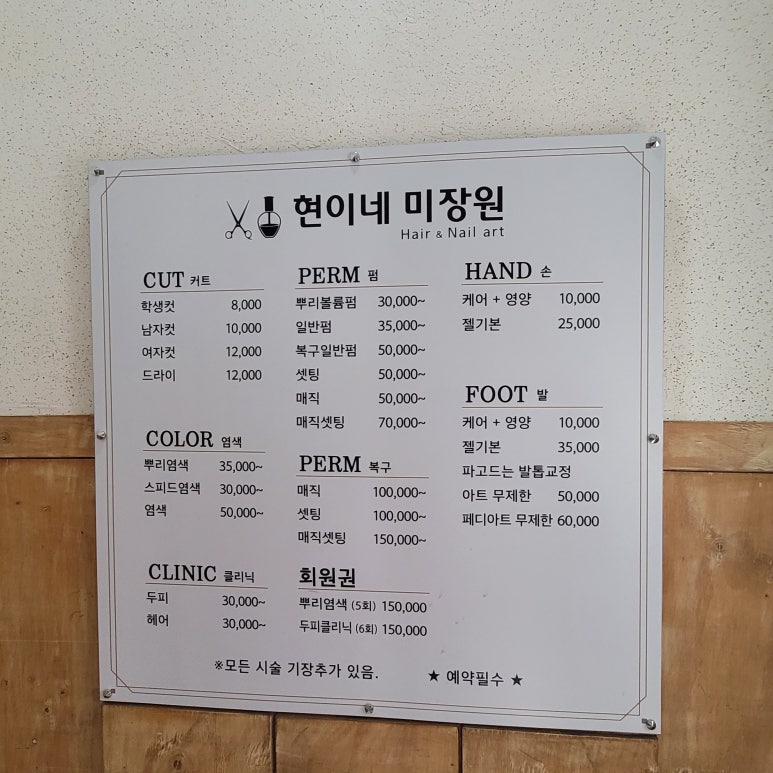 현이네 미장원
Hair & Nail art
CUT 커트
학생컷 8,000
남자컷 10,000
여자컷 12,000
드라이 12,000
COLOR 염색
뿌리염색 35,000~
스피드염색 30,000~
염색 50,000~
CLINIC 클리닉
두피 30,000~
헤어 30,000~
PERM 펌
뿌리볼륨펌 30,000~
일반펌 35,000~
복구일반펌 50,000~
셋팅 50,000~
매직 50,000~
매직셋팅 70,000~
PERM 복구
매직 100,000~
셋팅 100,000~
매직셋팅 150,000~
회원권
뿌리염색 (5회) 150,000
두피클리닉 (6회) 150,000
HAND 손
케어 + 영양 10,000
젤기본 25,000
FOOT 발
케어 + 영양 10,000
젤기본 35,000
파고드는 발톱교정
아트 무제한 50,000
페디아트 무제한 60,000
※모든 시술 기장추가 있음.
★ 예약필수 ★